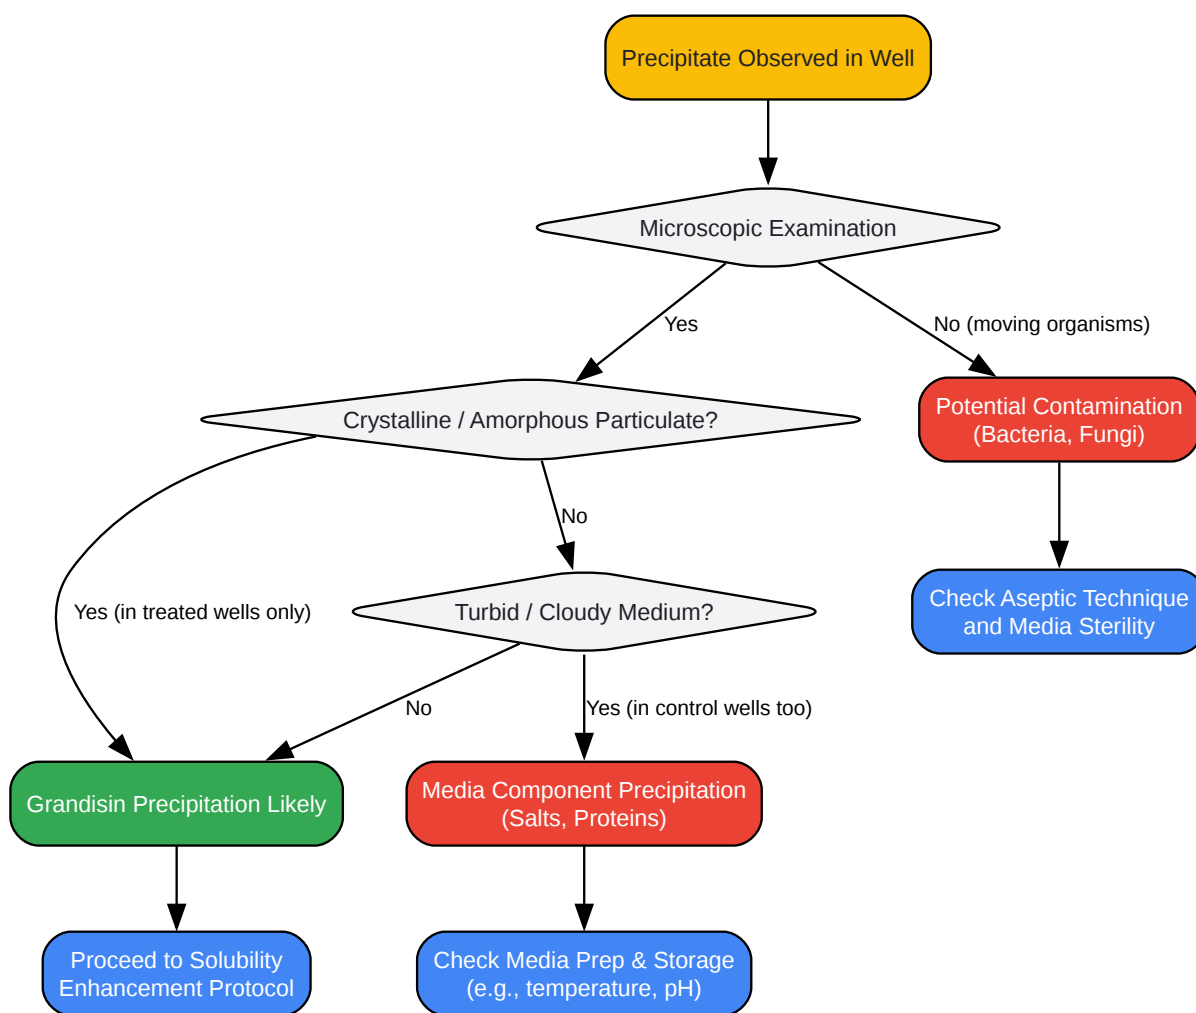 Precipitate Observed in Well
Microscopic Examination
Yes
No (moving organisms)
Crystalline / Amorphous Particulate?
Potential Contamination
(Bacteria, Fungi)
No
Yes (in treated wells only)
Turbid / Cloudy Medium?
Check Aseptic Technique
and Media Sterility
No
Yes (in control wells too)
Grandisin Precipitation Likely
Media Component Precipitation
(Salts, Proteins)
Proceed to Solubility
Enhancement Protocol
Check Media Prep & Storage
(e.g., temperature, pH)